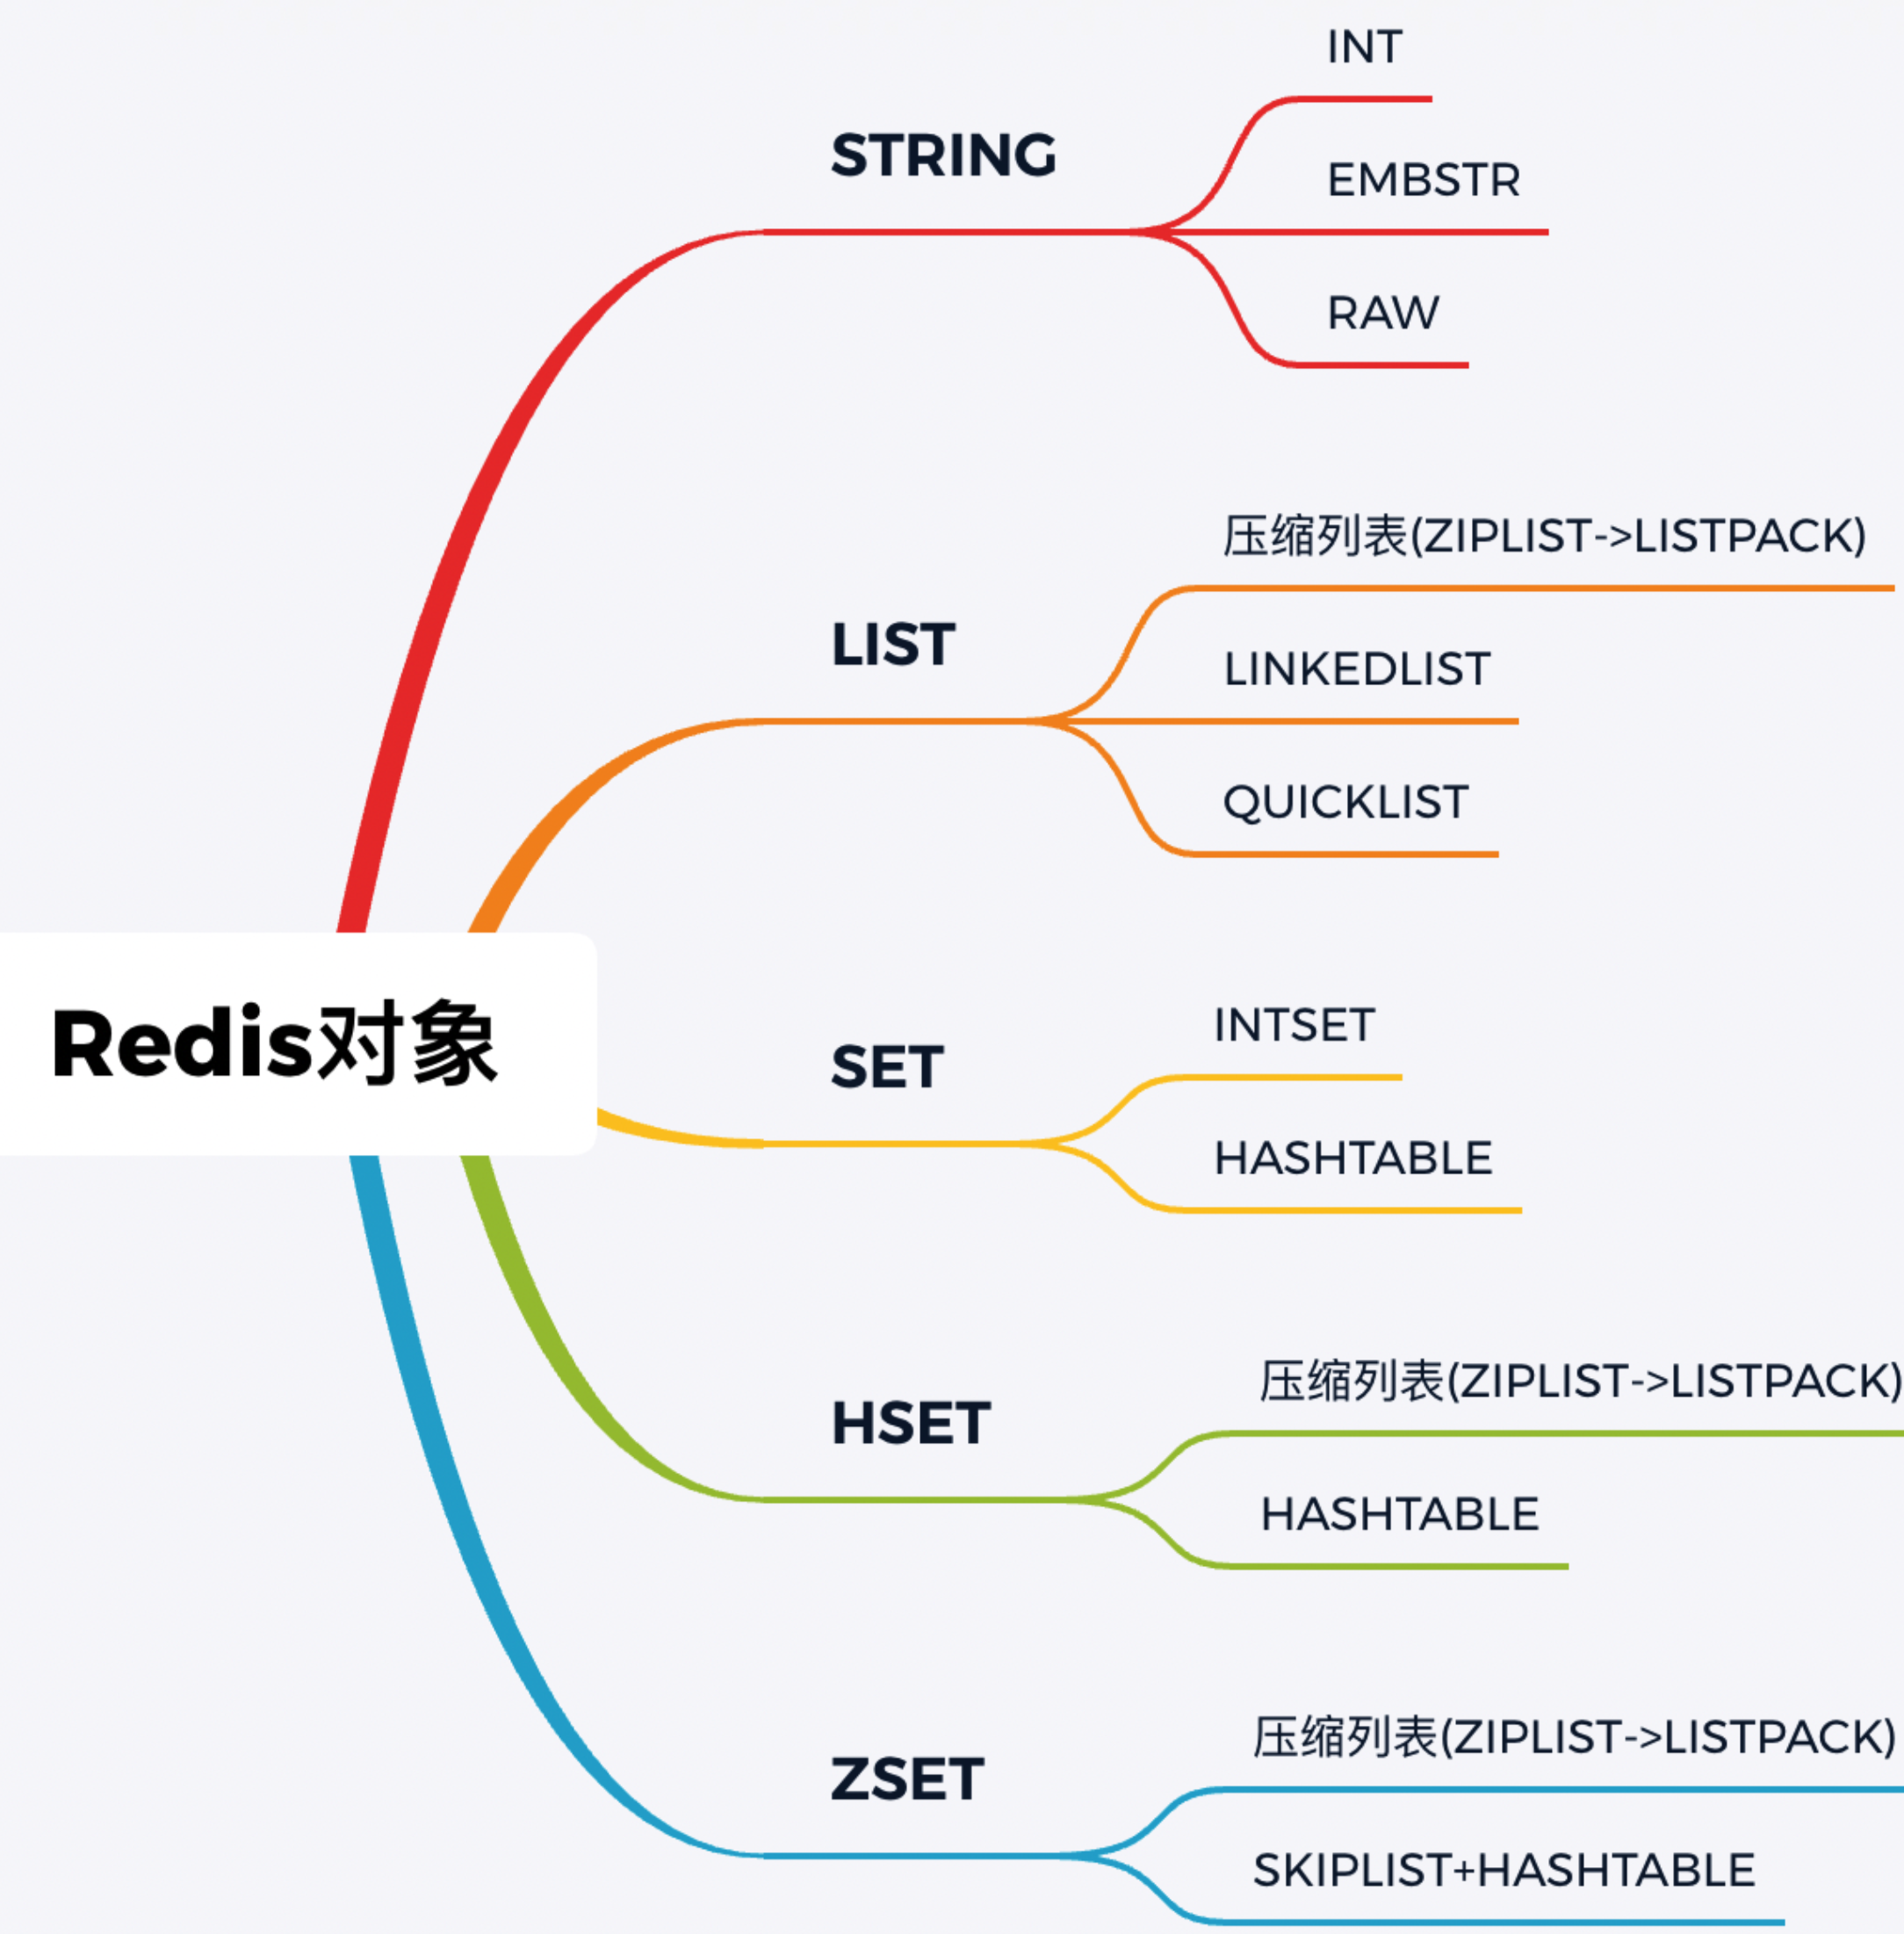 INT
STRING
EMBSTR
RAW
压缩列表(ZIPLIST->LISTPACK)
LIST
LINKEDLIST
QUICKLIST
Redis对象
INTSET
SET
HASHTABLE
压缩列表(ZIPLIST->LISTPACK)
HSET
HASHTABLE
压缩列表(ZIPLIST->LISTPACK)
ZSET
SKIPLIST+HASHTABLE